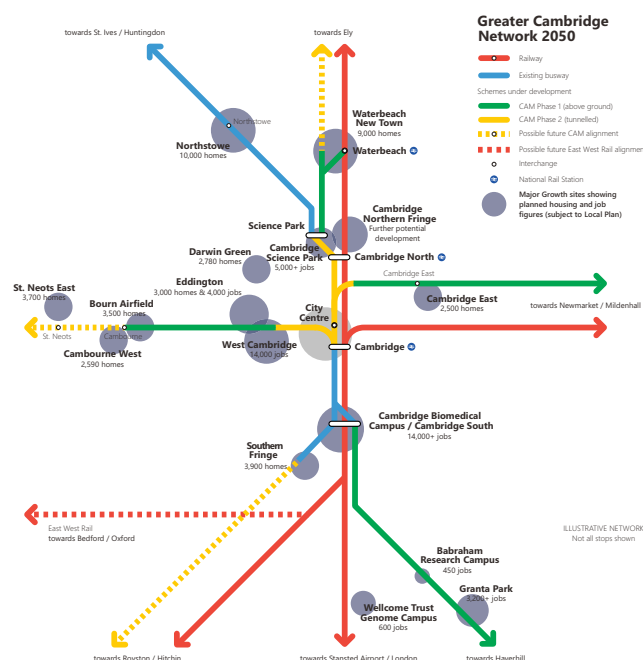 towards St. Ives / Huntingdon
towards Ely
Greater Cambridge
Network 2050
Railway
Existing busway
Schemes under development
CAM Phase 1 (above ground)
CAM Phase 2 (tunnelled)
Possible future CAM alignment
Possible future East West Rail alignment
Interchange
National Rail Station
Major Growth sites showing
planned housing and job
figures (subject to Local Plan)
Northstowe
Northstowe
10,000 homes
Waterbeach
New Town
9,000 homes
Waterbeach
Science Park
Cambridge
Science Park
5,000+ jobs
Cambridge
Northern Fringe
Further potential
development
Cambridge North
Darwin Green
2,780 homes
Eddington
3,000 homes & 4,000 jobs
Cambridge East
Cambridge East
2,500 homes
towards Newmarket / Mildenhall
St. Neots East
3,700 homes
Bourn Airfield
3,500 homes
St. Neots
Cambourne
Cambourne West
2,590 homes
City
Centre
West Cambridge
14,000 jobs
Cambridge
Cambridge Biomedical
Campus / Cambridge South
14,000+ jobs
Southern
Fringe
3,900 homes
East West Rail
towards Bedford / Oxford
ILLUSTRATIVE NETWORK
Not all stops shown
Babraham
Research Campus
450 jobs
Granta Park
3,200+ jobs
Wellcome Trust
Genome Campus
600 jobs
towards Royston / Hitchin
towards Stansted Airport / London
towards Haverhill